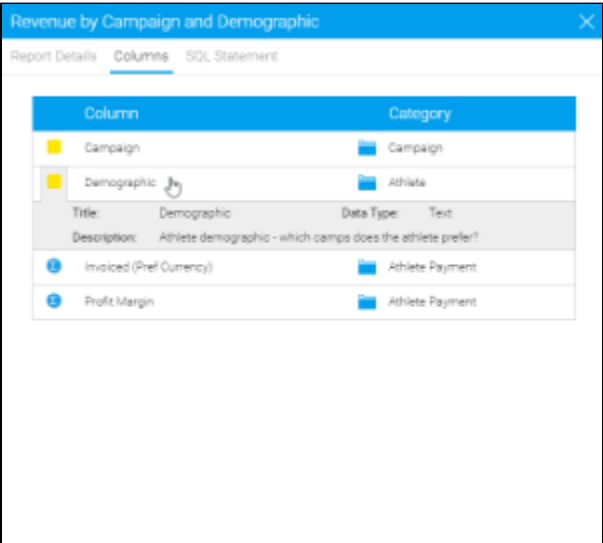 Revenue by Campaign and Demographic
Report Details Columns SQL Statement
Column Category
Campaign Campaign
Demographic Athlete
Title: Demographic Data Type: Text
Description: Athlete demographic - which camps does the athlete prefer?
Σ Invoiced (Pref Currency) Athlete Payment
Σ Profit Margin Athlete Payment